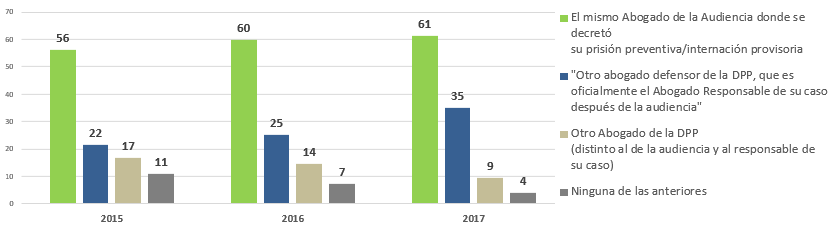 70
60
50
40
30
20
10
0
56
22
17
11
60
25
14
7
61
35
9
4
2015
2016
2017
El mismo Abogado de la Audiencia donde se
decretó
su prisión preventiva/internación provisoria
"Otro abogado defensor de la DPP, que es
oficialmente el Abogado Responsable de su caso
después de la audiencia"
Otro Abogado de la DPP
(distinto al de la audiencia y al responsable de
su caso)
Ninguna de las anteriores